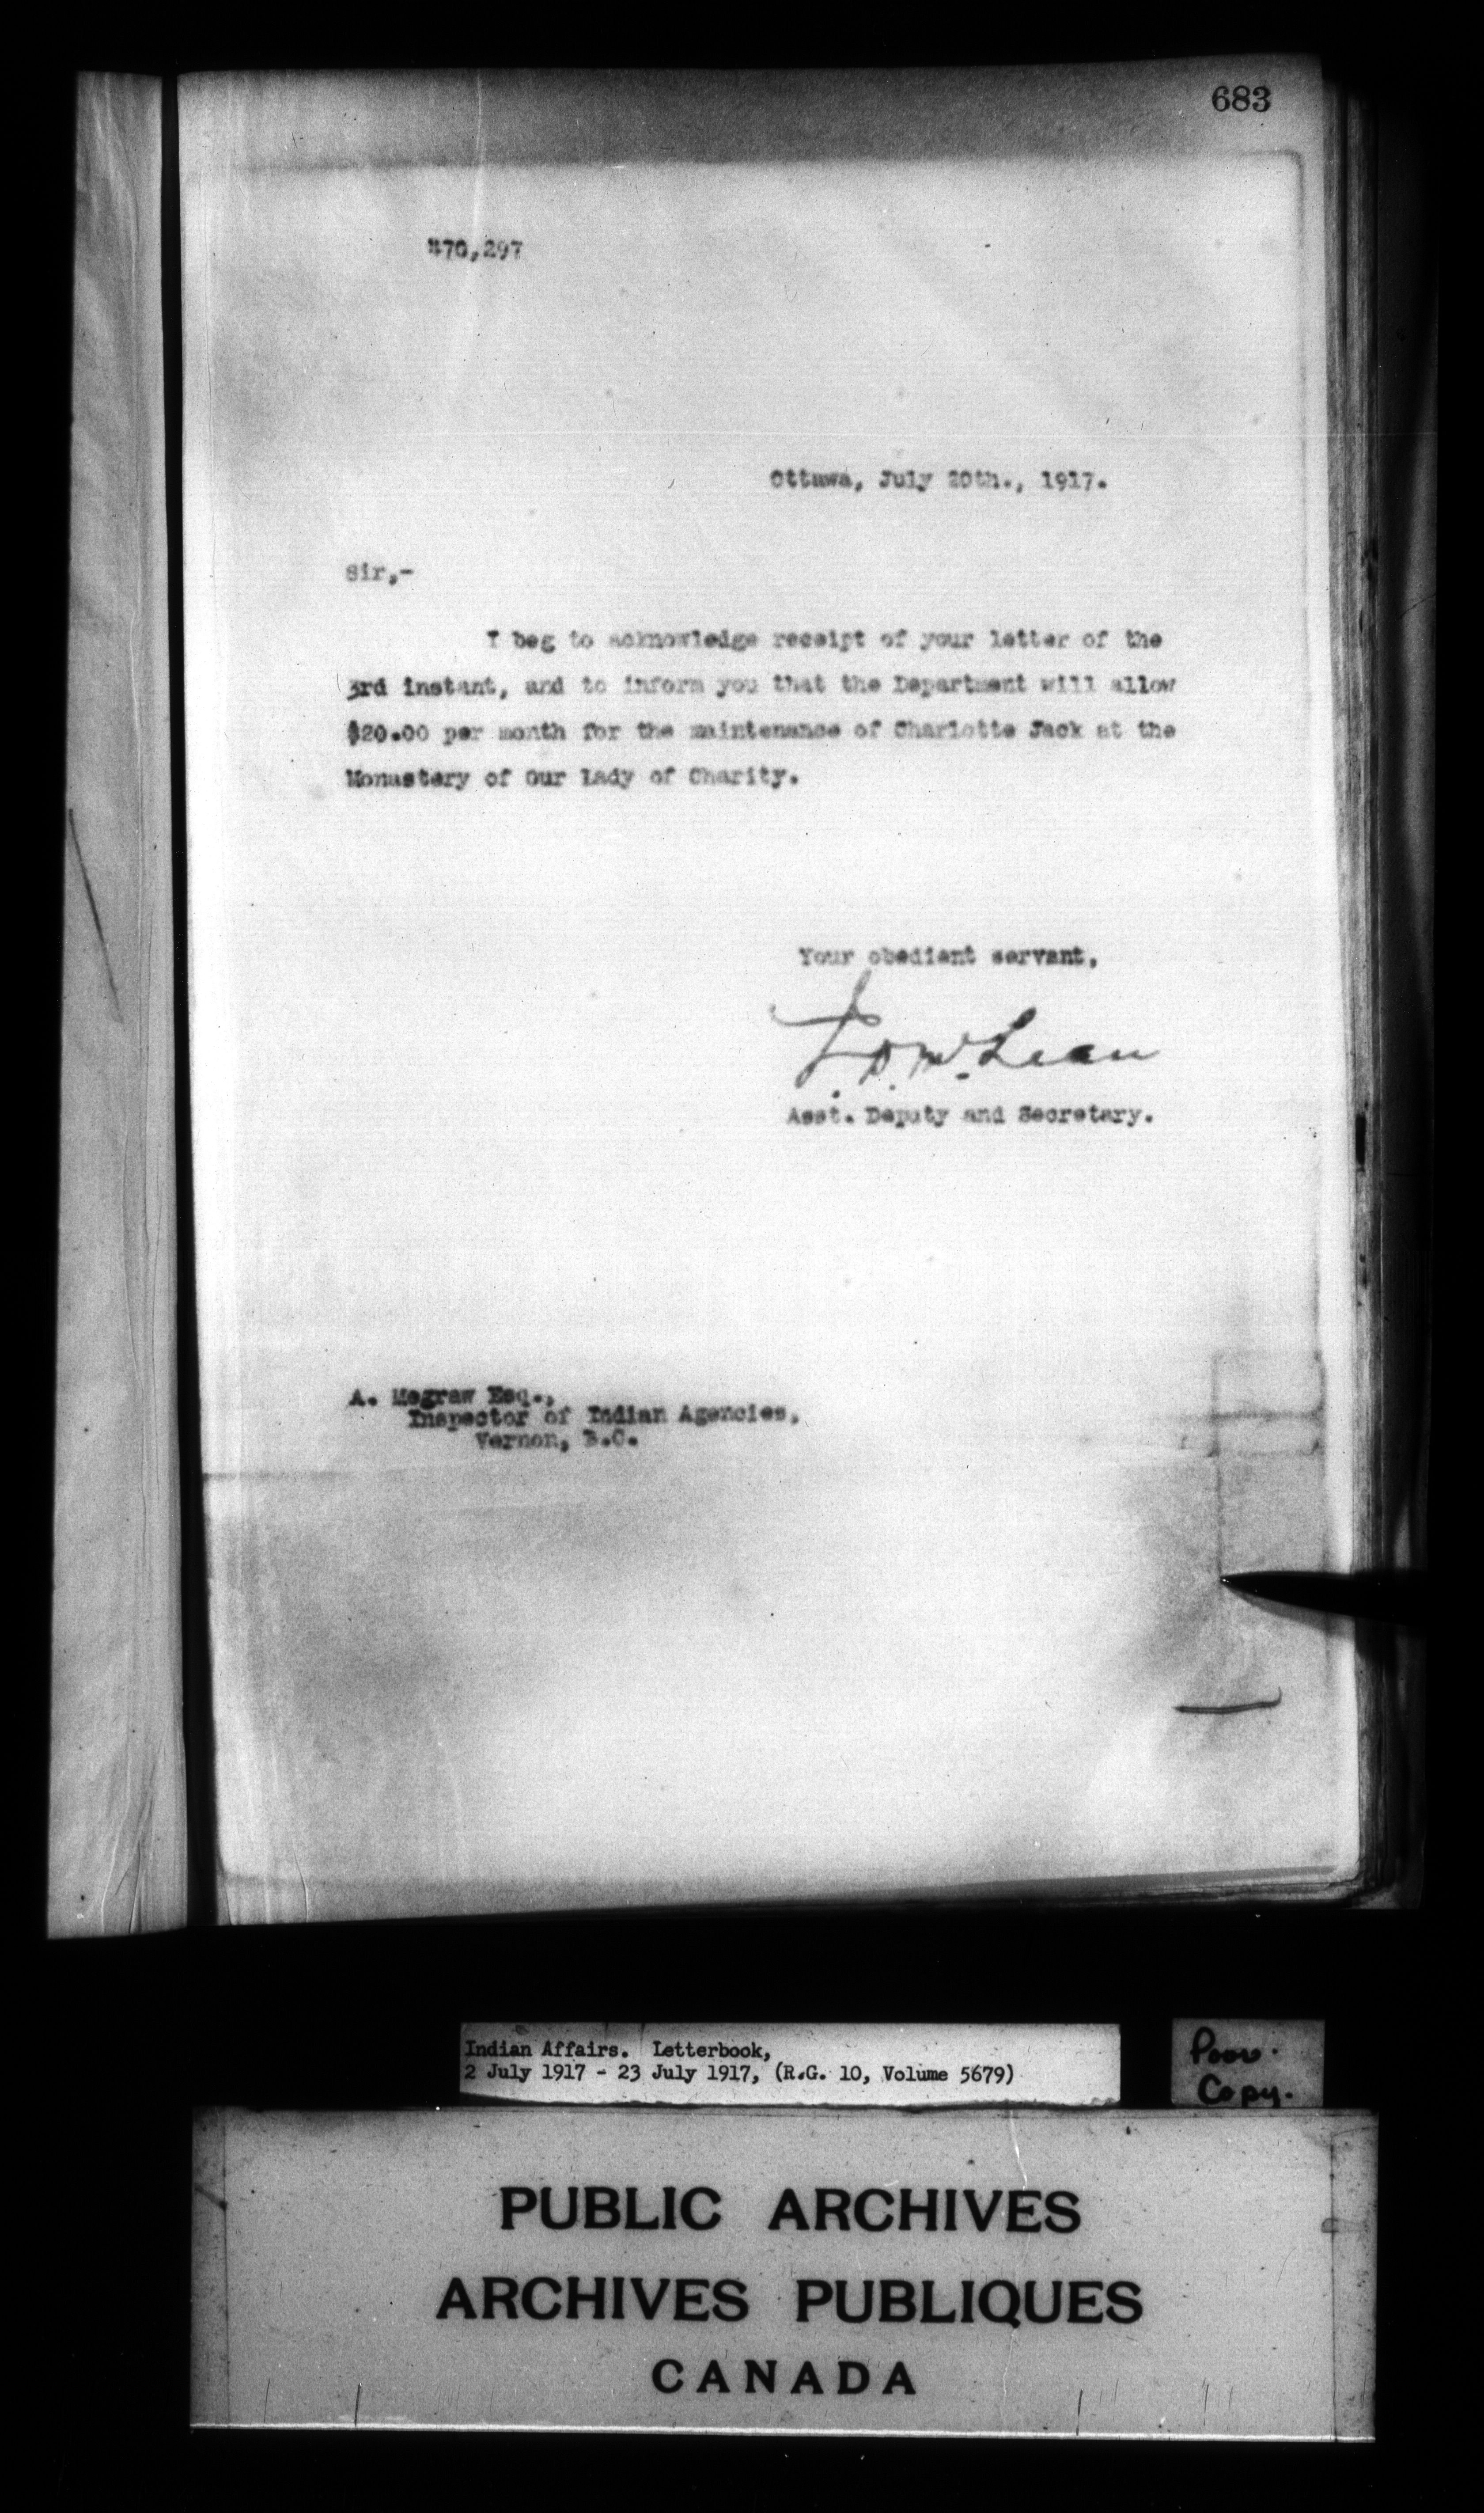 683
470,297
Ottawa, July 20th., 1917.
Sir,-
I beg to acknowledge receipt of your letter of the
3rd instant, and to inform you that the Department will allow
$20.00 per month for the maintenance of Charlotte Jack at the
Monastery of Our Lady of Charity.
Your obedient servant,
J. D. McLean
Asst. Deputy and Secretary.
A. Megraw Esq.,
Inspector of Indian Agencies,
Vernon, B.C.
Indian Affairs. Letterbook,
2 July 1917 - 23 July 1917, (R.G. 10, Volume 5679)
Poor
Copy.
PUBLIC ARCHIVES
ARCHIVES PUBLIQUES
CANADA